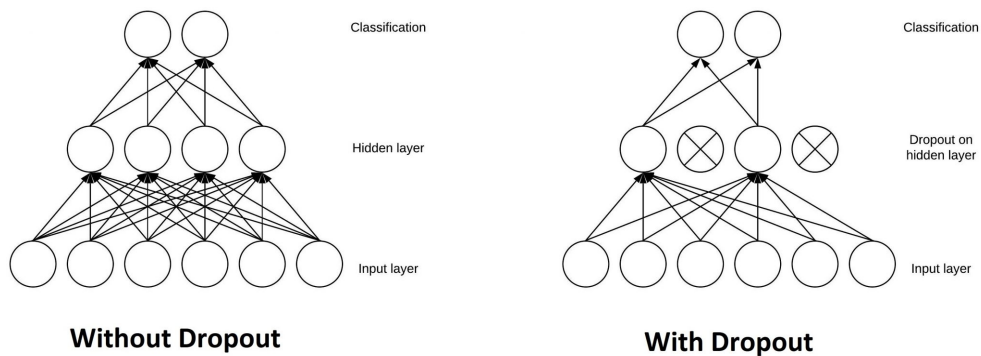 Classification
Hidden layer
Input layer
Without Dropout
Classification
Dropout on
hidden layer
Input layer
With Dropout